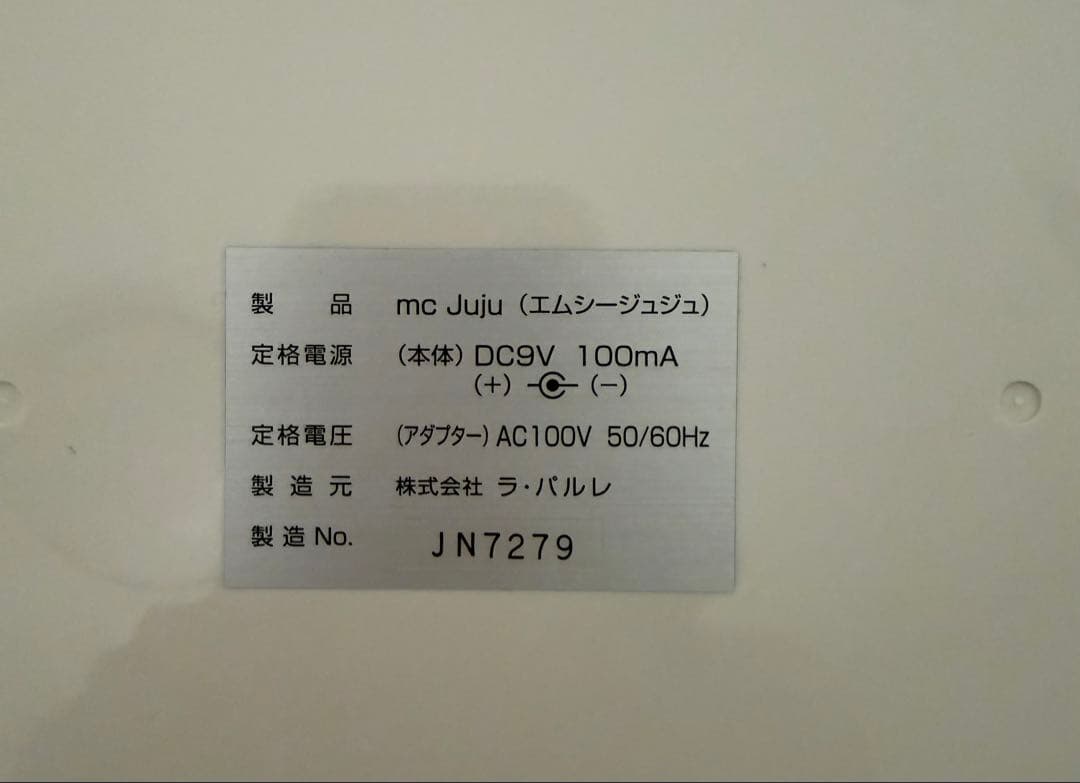 製品 mc Juju（エムシージュジュ）
定格電源 （本体）DC9V 100mA
（+） （−）
定格電圧 （アダプター）AC100V 50/60Hz
製造元 株式会社 ラ・パルレ
製造No. JN7279